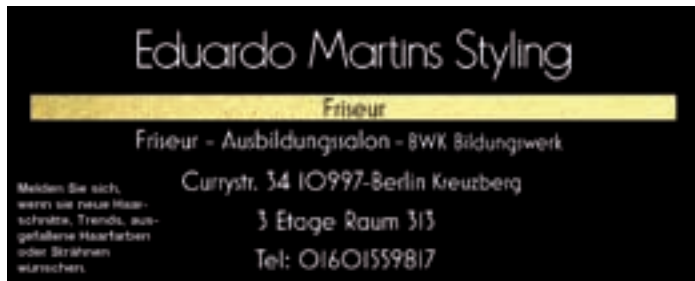 Eduardo Martins Styling
Friseur
Friseur - Ausbildungssalon - BWK Bildungswerk
Currystr. 34 10997-Berlin Kreuzberg
3 Etage Raum 313
Tel: 01601559817
Melden Sie sich,
wenn sie neue Haar-
schnitte, Trends, aus-
gefallene Haarfarben
oder Strähnen
wünschen.